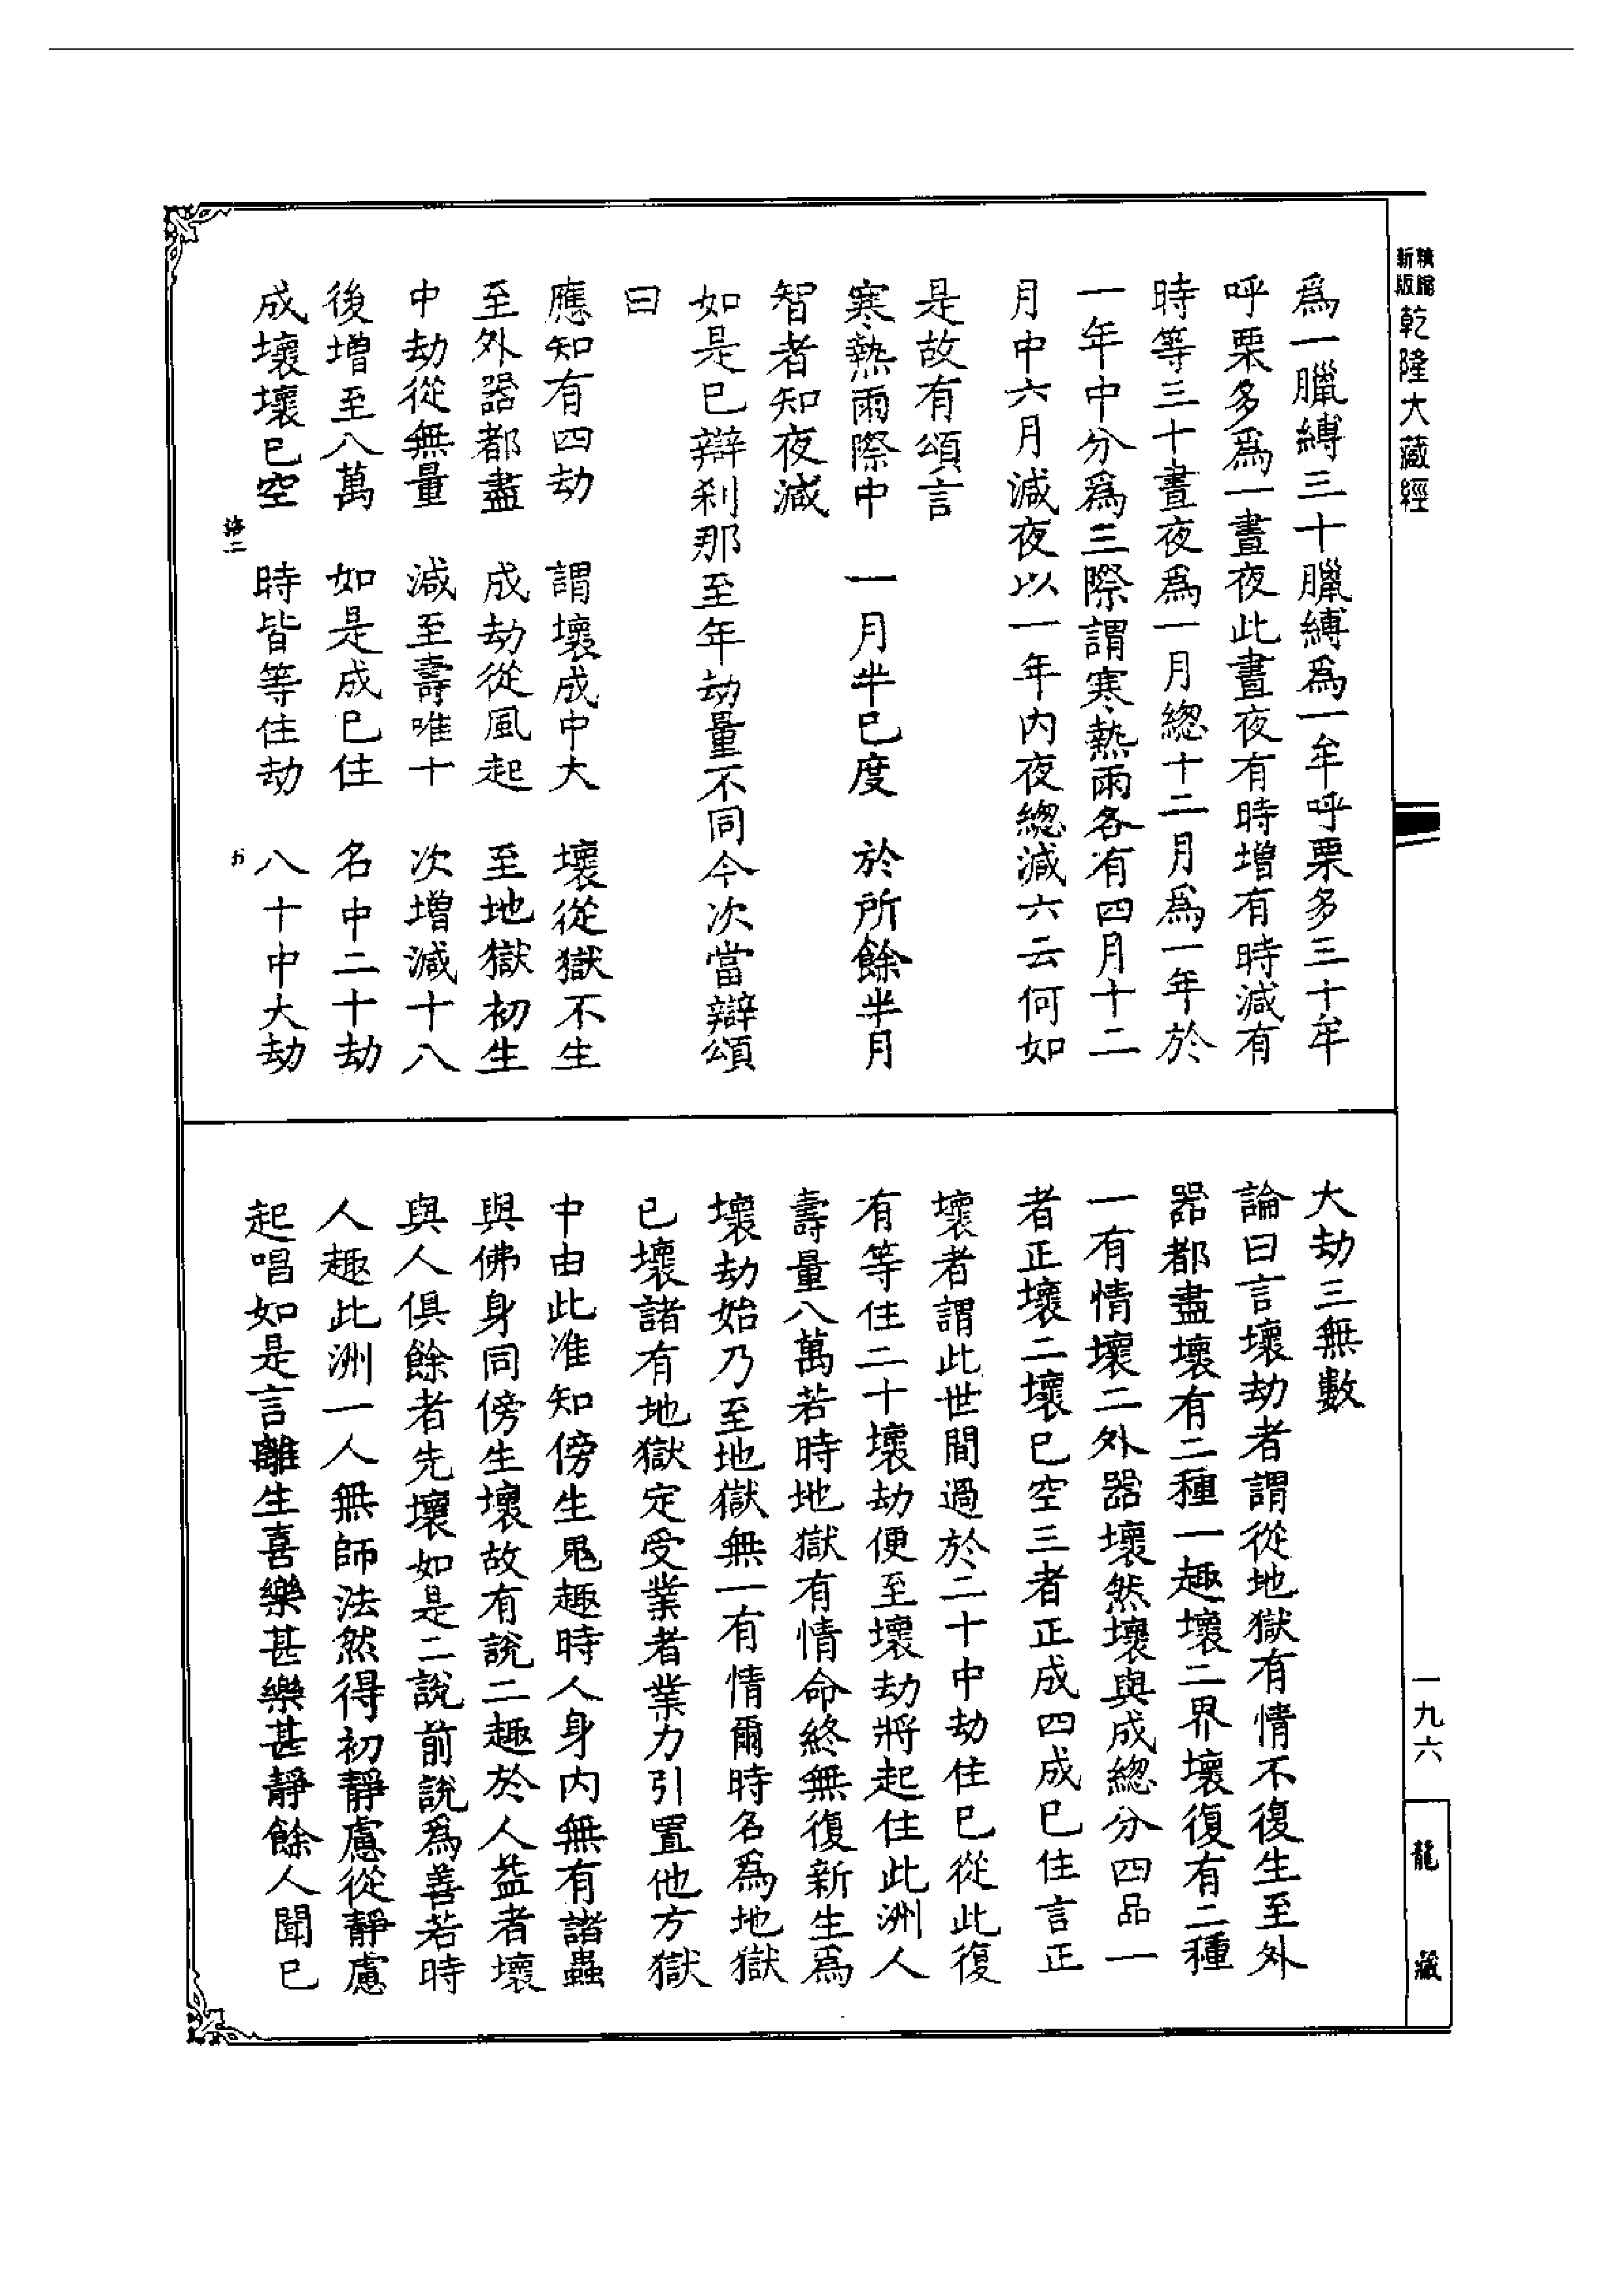 新版
精縮
乾隆大藏經
為一臘縛三十臘縛為一牟呼栗多三十牟
呼栗多為一晝夜此晝夜有時增有時減有
時等三十晝夜為一月總十二月為一年於
一年中分為三際謂寒熱雨各有四月十二
月中六月減夜以一年內夜總減六云何如
是故有頌言
寒熱雨際中　一月半已度　於所餘半月
智者知夜減
如是已辯剎那至年劫量不同今次當辯頌
曰
應知有四劫　謂壞成中大　壞從獄不生
至外器都盡　成劫從風起　至地獄初生
中劫從無量　減至壽唯十　次增減十八
後增至八萬　如是成已住　名中二十劫
成壞壞已空　時皆等住劫　八十中大劫
大劫三無數
論曰言壞劫者謂從地獄有情不復生至外
器都盡壞有二種一趣壞二界壞復有二種
一有情壞二外器壞然壞與成總分四品一
者正壞二壞已空三者正成四成已住言正
壞者謂此世間過於二十中劫住已從此復
有等住二十壞劫便至壞劫將起住此洲人
壽量八萬若時地獄有情命終無復新生為
壞劫始乃至地獄無一有情爾時名為地獄
已壞諸有地獄定受業者業力引置他方獄
中由此准知傍生鬼趣時人身內無有諸蟲
與佛身同傍生壞故有說二趣於人益者壞
與人俱餘者先壞如是二說前說為善若時
人趣此洲一人無師法然得初靜慮從靜慮
起唱如是言離生喜樂甚樂甚靜餘人聞已
一九六
龍藏